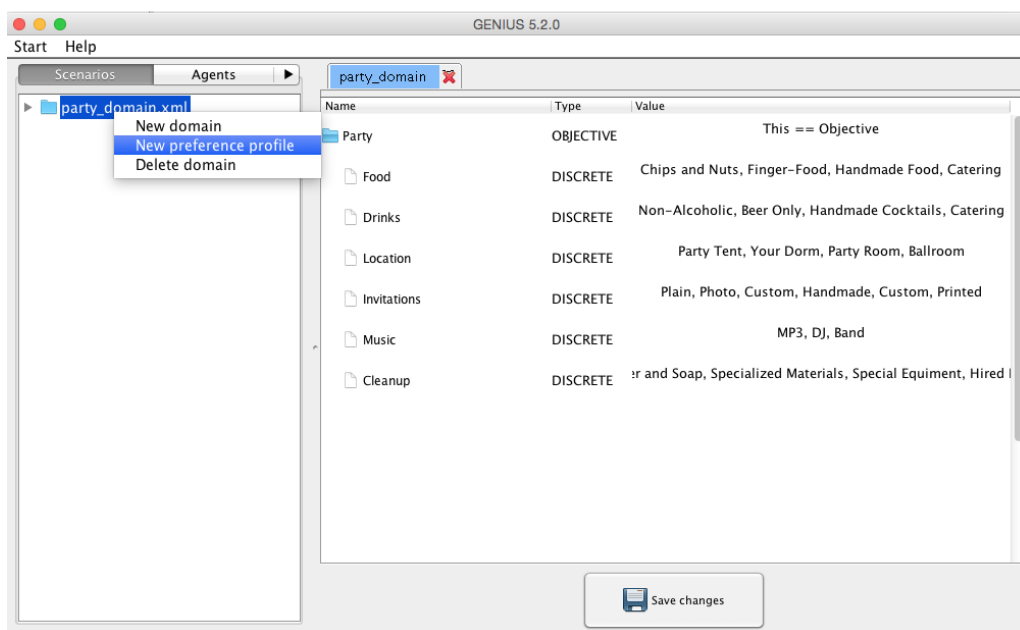 GENIUS 5.2.0
Start Help
Scenarios Agents
party_domain
party_domain.xml
New domain
New preference profile
Delete domain
Name Type Value
Party OBJECTIVE This == Objective
Food DISCRETE Chips and Nuts, Finger-Food, Handmade Food, Catering
Drinks DISCRETE Non-Alcoholic, Beer Only, Handmade Cocktails, Catering
Location DISCRETE Party Tent, Your Dorm, Party Room, Ballroom
Invitations DISCRETE Plain, Photo, Custom, Handmade, Custom, Printed
Music DISCRETE MP3, DJ, Band
Cleanup DISCRETE and Soap, Specialized Materials, Special Equiment, Hired
Save changes